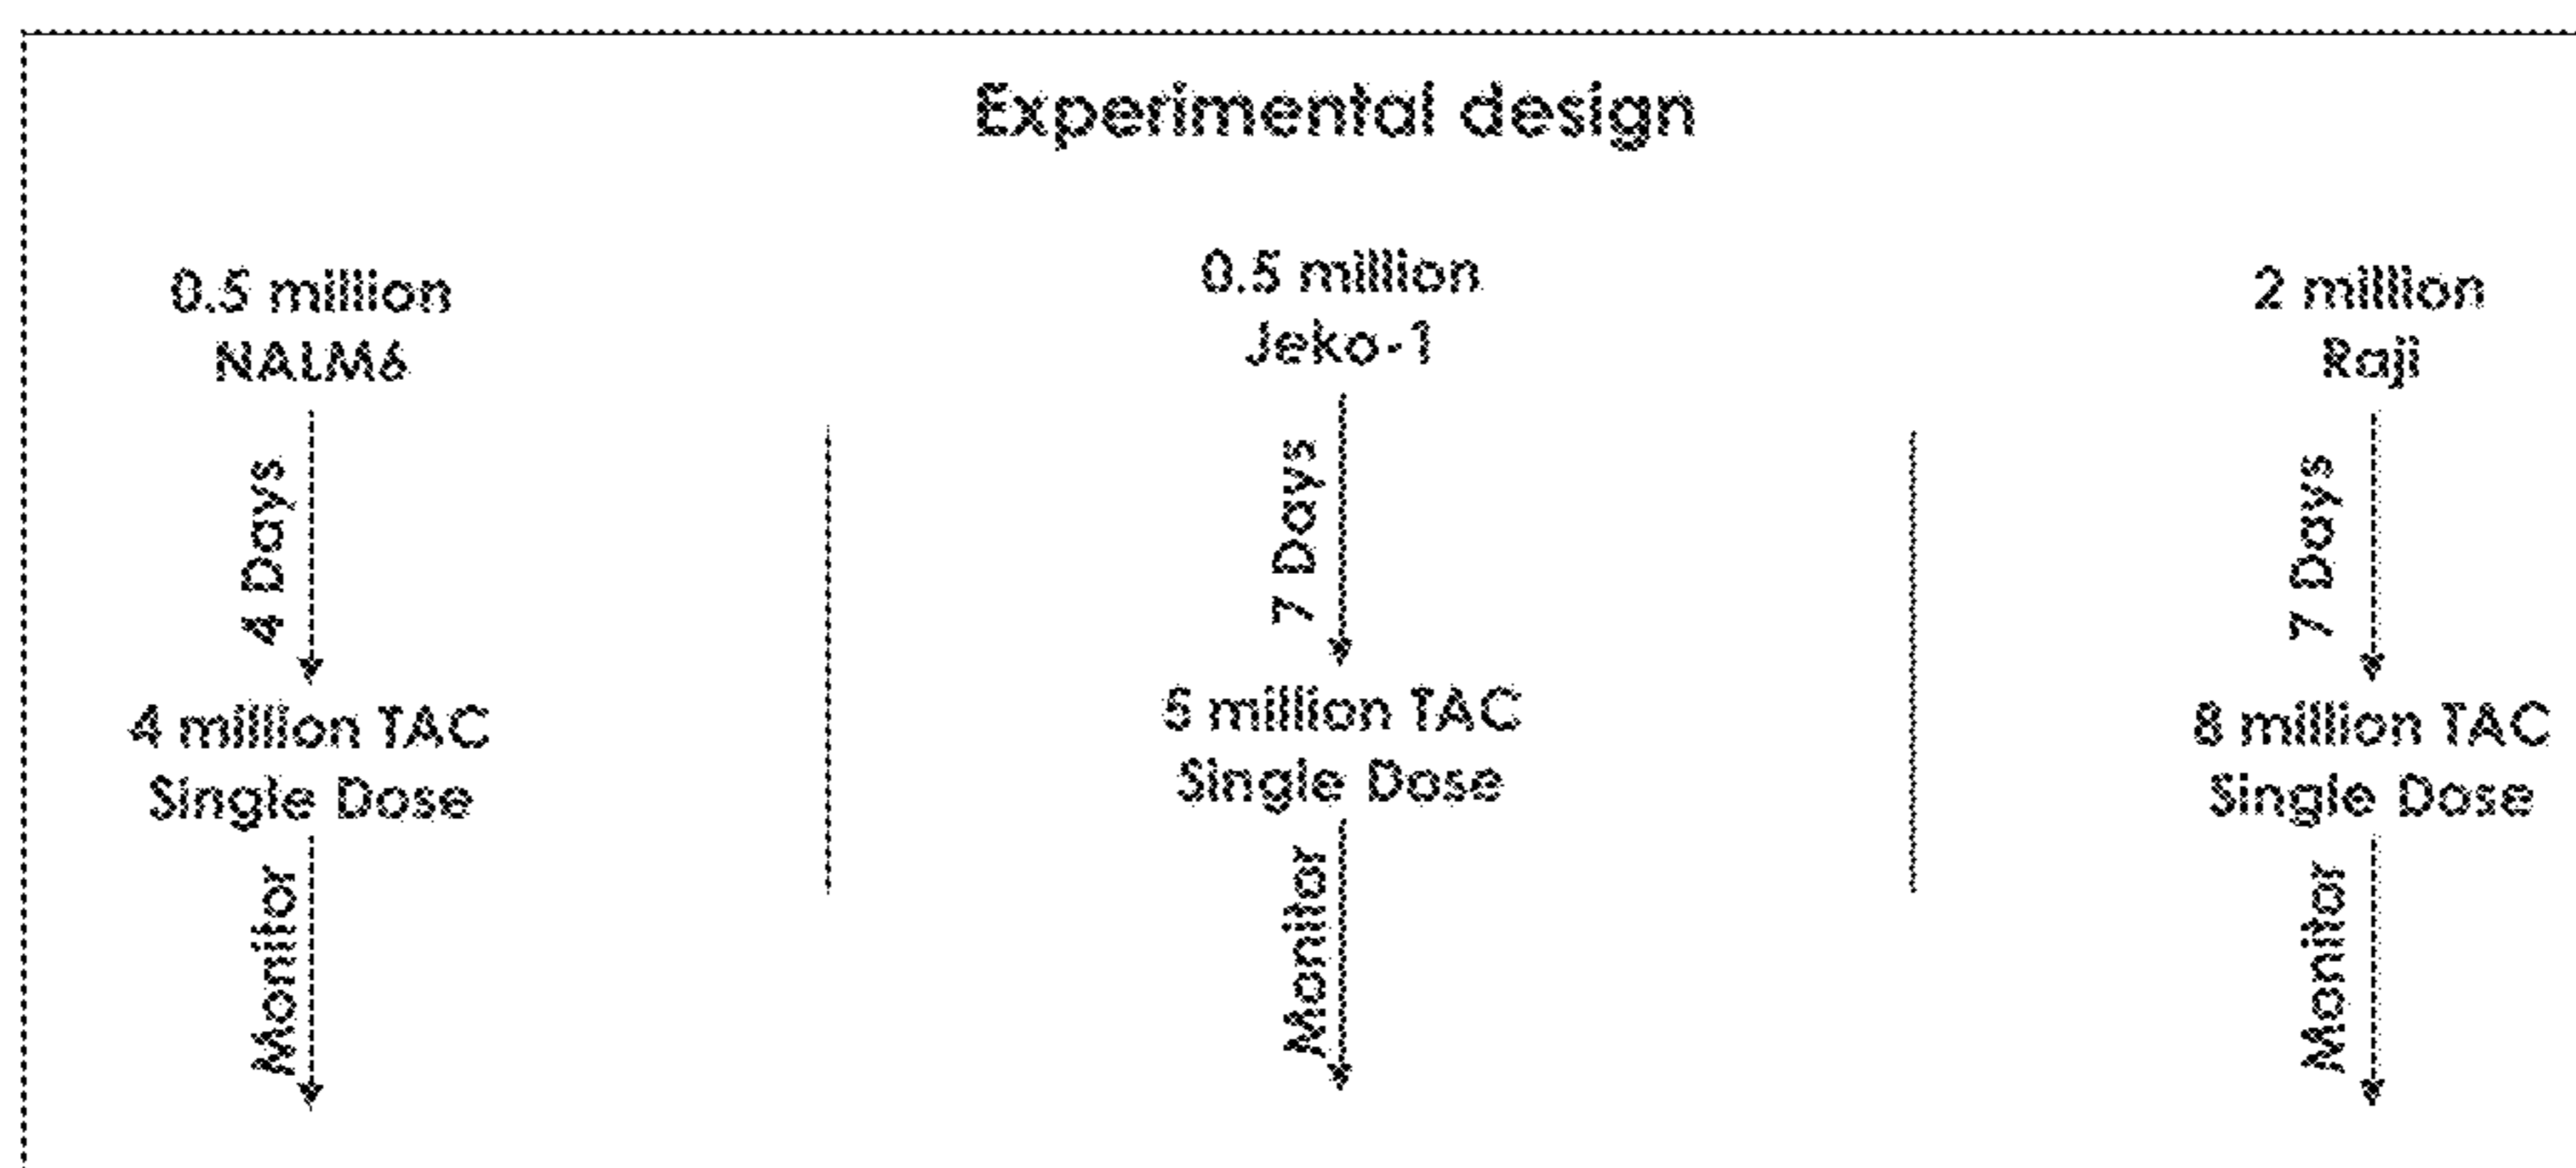 Experimental design
0.5 million
NALM6
4 Days
4 million TAC
Single Dose
Monitor
0.5 million
Jeko-1
7 Days
5 million TAC
Single Dose
Monitor
2 million
Raji
7 Days
8 million TAC
Single Dose
Monitor